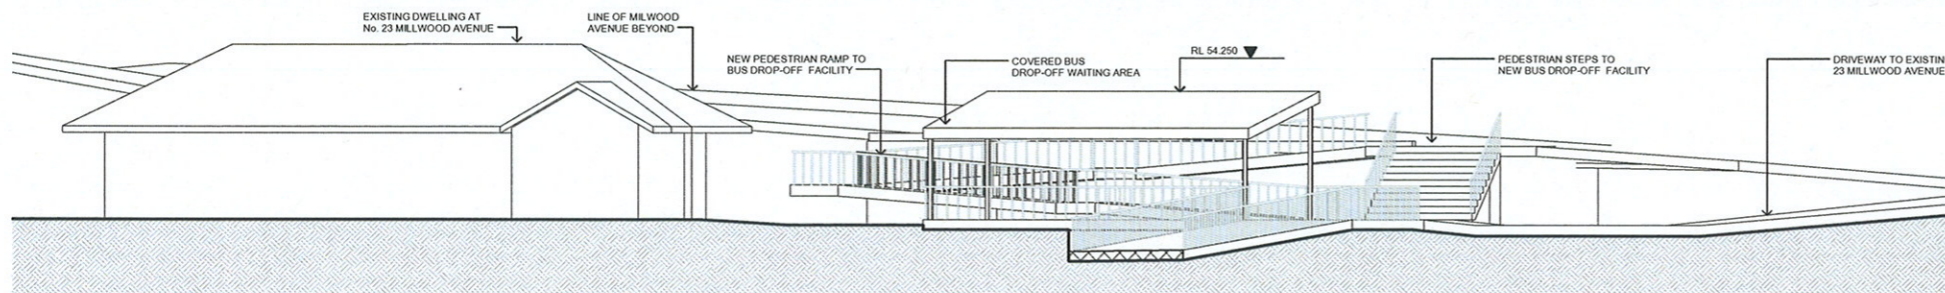 EXISTING DWELLING AT
No. 23 MILLWOOD AVENUE
LINE OF MILWOOD
AVENUE BEYOND
NEW PEDESTRIAN RAMP TO
BUS DROP-OFF FACILITY
COVERED BUS
DROP-OFF WAITING AREA
RL 54.250
PEDESTRIAN STEPS TO
NEW BUS DROP-OFF FACILITY
DRIVEWAY TO EXISTIN
23 MILLWOOD AVENUE